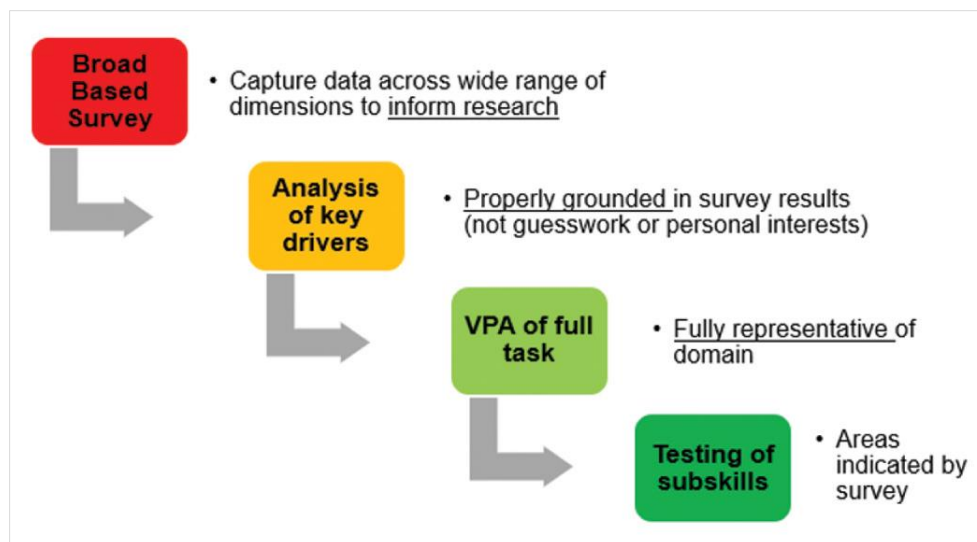 Broad
Based
Survey
• Capture data across wide range of
dimensions to inform research
Analysis
of key
drivers
• Properly grounded in survey results
(not guesswork or personal interests)
VPA of full
task
• Fully representative of
domain
Testing of
subskills
• Areas
indicated by
survey